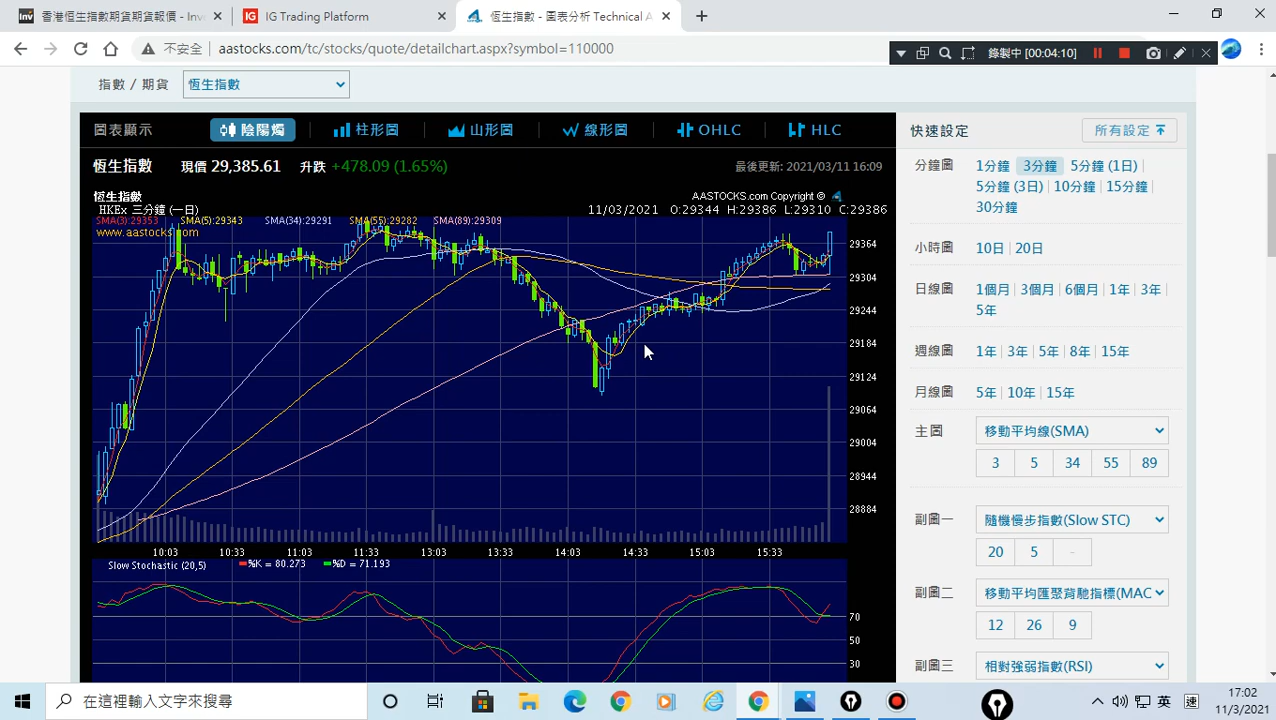 香港恒生指數期貨期貨報價 - Inv
IG Trading Platform
恆生指數 - 圖表分析 Technical A
不安全
aastocks.com/tc/stocks/quote/detailchart.aspx?symbol=110000
錄製中 [00:04:10]
指數 / 期貨
恆生指數
圖表顯示
陰陽燭
柱形圖
山形圖
線形圖
OHLC
HLC
恆生指數 現價 29,385.61 升跌 +478.09 (1.65%)
最後更新: 2021/03/11 16:09
恆生指數
AASTOCKS.com Copyright ©
HKD 三分鐘 (一日)
11/03/2021 O:29344 H:29386 L:29310 C:29386
SMA(3):29353 SMA(5):29343 SMA(34):29291 SMA(55):29282 SMA(89):29309
www.aastocks.com
29364
29304
29244
29184
29124
29064
29004
28944
28884
10:03 10:33 11:03 11:33 13:03 13:33 14:03 14:33 15:03 15:33
Slow Stochastic (20,5) %K = 80.273 %D = 71.193
70
50
30
快速設定
所有設定
分鐘圖
1分鐘 3分鐘 5分鐘 (1日)
5分鐘 (3日) 10分鐘 15分鐘
30分鐘
小時圖
10日 20日
日線圖
1個月 3個月 6個月 1年 3年
5年
週線圖
1年 3年 5年 8年 15年
月線圖
5年 10年 15年
主圖
移動平均線(SMA)
3 5 34 55 89
副圖一
隨機慢步指數(Slow STC)
20 5 -
副圖二
移動平均匯聚背馳指標(MAC
12 26 9
副圖三
相對強弱指數(RSI)
在這裡輸入文字來搜尋
英
速
17:02
11/3/2021